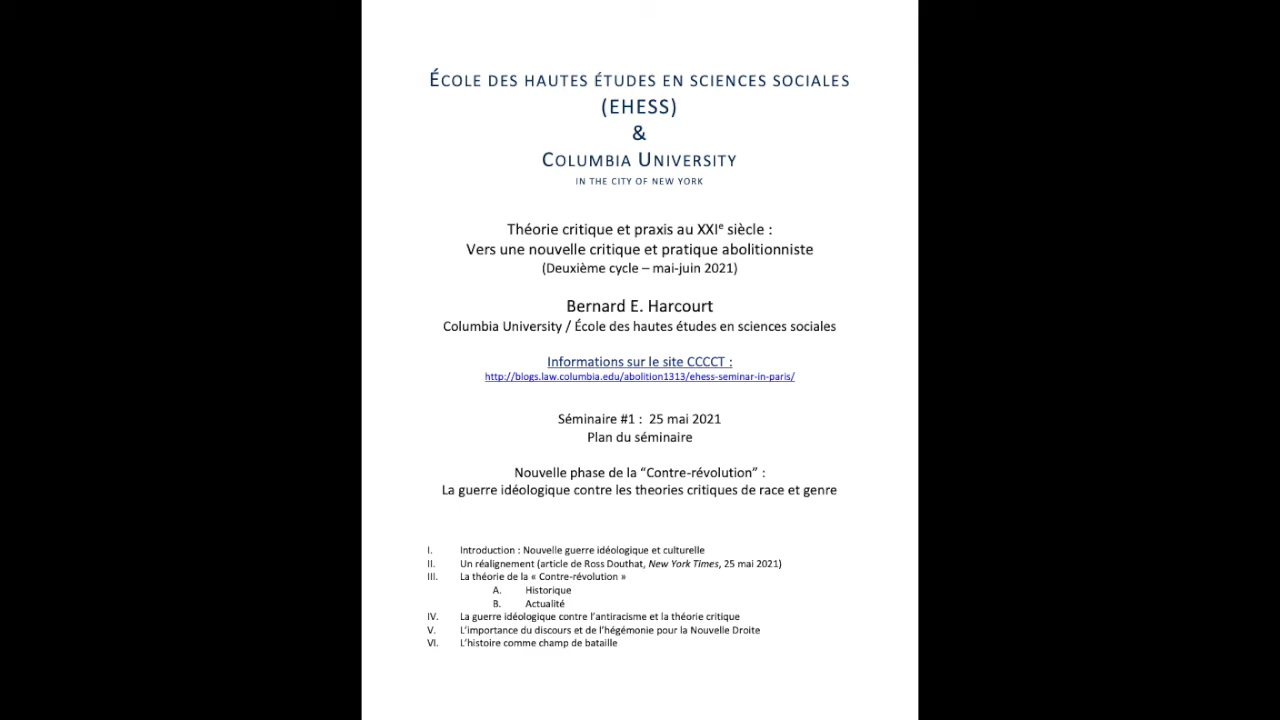 ÉCOLE DES HAUTES ÉTUDES EN SCIENCES SOCIALES
(EHESS)
&
COLUMBIA UNIVERSITY
IN THE CITY OF NEW YORK
Théorie critique et praxis au XXIe siècle :
Vers une nouvelle critique et pratique abolitionniste
(Deuxième cycle – mai-juin 2021)
Bernard E. Harcourt
Columbia University / École des hautes études en sciences sociales
Informations sur le site CCCCT :
http://blogs.law.columbia.edu/abolition1313/ehess-seminar-in-paris/
Séminaire #1 : 25 mai 2021
Plan du séminaire
Nouvelle phase de la “Contre-révolution” :
La guerre idéologique contre les theories critiques de race et genre
I. Introduction : Nouvelle guerre idéologique et culturelle
II. Un réalignement (article de Ross Douthat, New York Times, 25 mai 2021)
III. La théorie de la « Contre-révolution »
A. Historique
B. Actualité
IV. La guerre idéologique contre l’antiracisme et la théorie critique
V. L’importance du discours et de l’hégémonie pour la Nouvelle Droite
VI. L’histoire comme champ de bataille